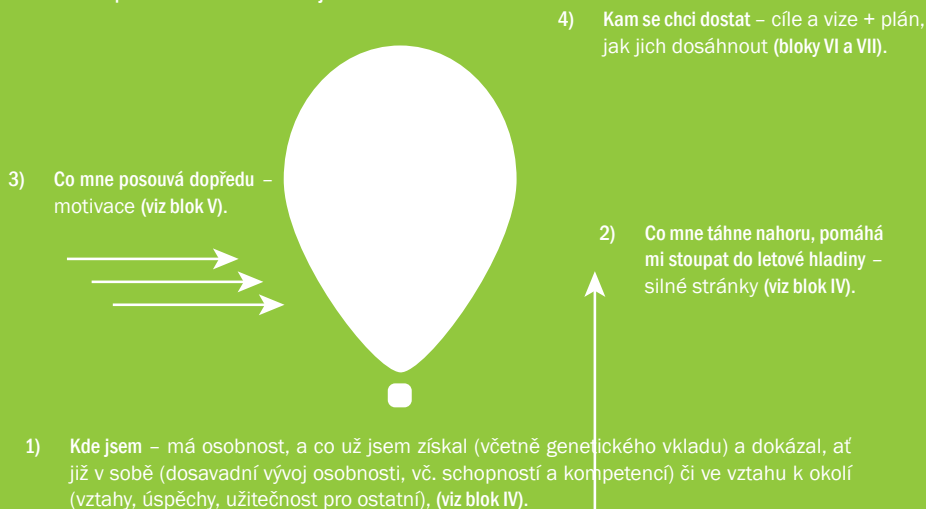 4) Kam se chci dostat – cíle a vize + plán,
jak jich dosáhnout (bloky VI a VII).
3) Co mne posouvá dopředu –
motivace (viz blok V).
2) Co mne táhne nahoru, pomáhá
mi stoupat do letové hladiny –
silné stránky (viz blok IV).
1) Kde jsem – má osobnost, a co už jsem získal (včetně genetického vkladu) a dokázal, ať
již v sobě (dosavadní vývoj osobnosti, vč. schopností a kompetencí) či ve vztahu k okolí
(vztahy, úspěchy, užitečnost pro ostatní), (viz blok IV).